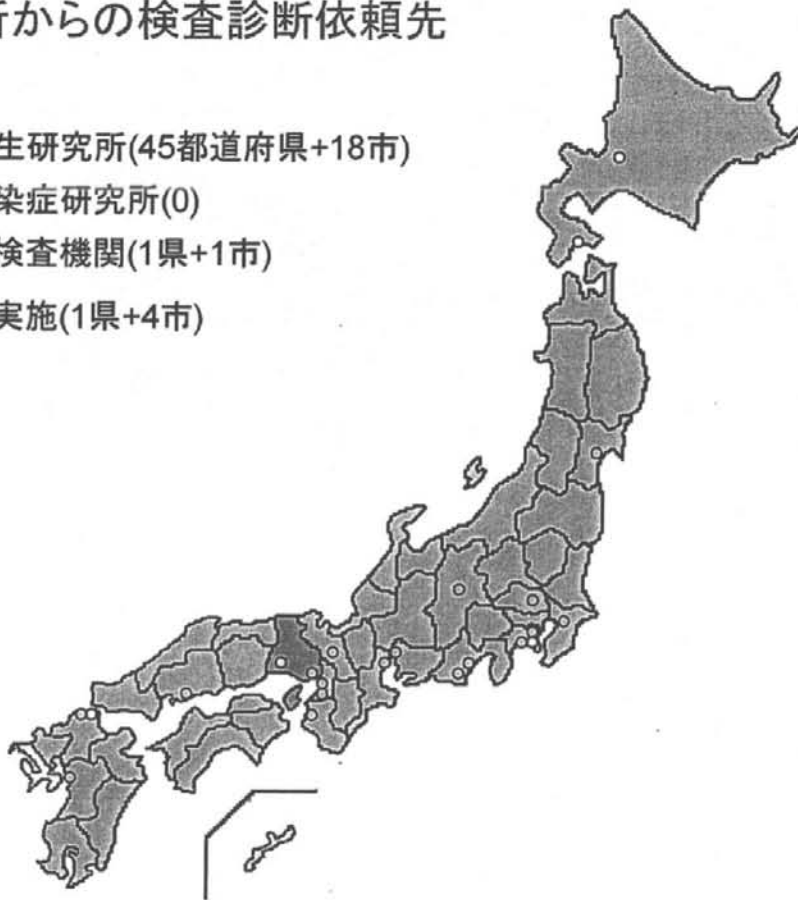 所からの検査診断依頼先
生研究所(45都道府県+18市)
染症研究所(0)
検査機関(1県+1市)
実施(1県+4市)